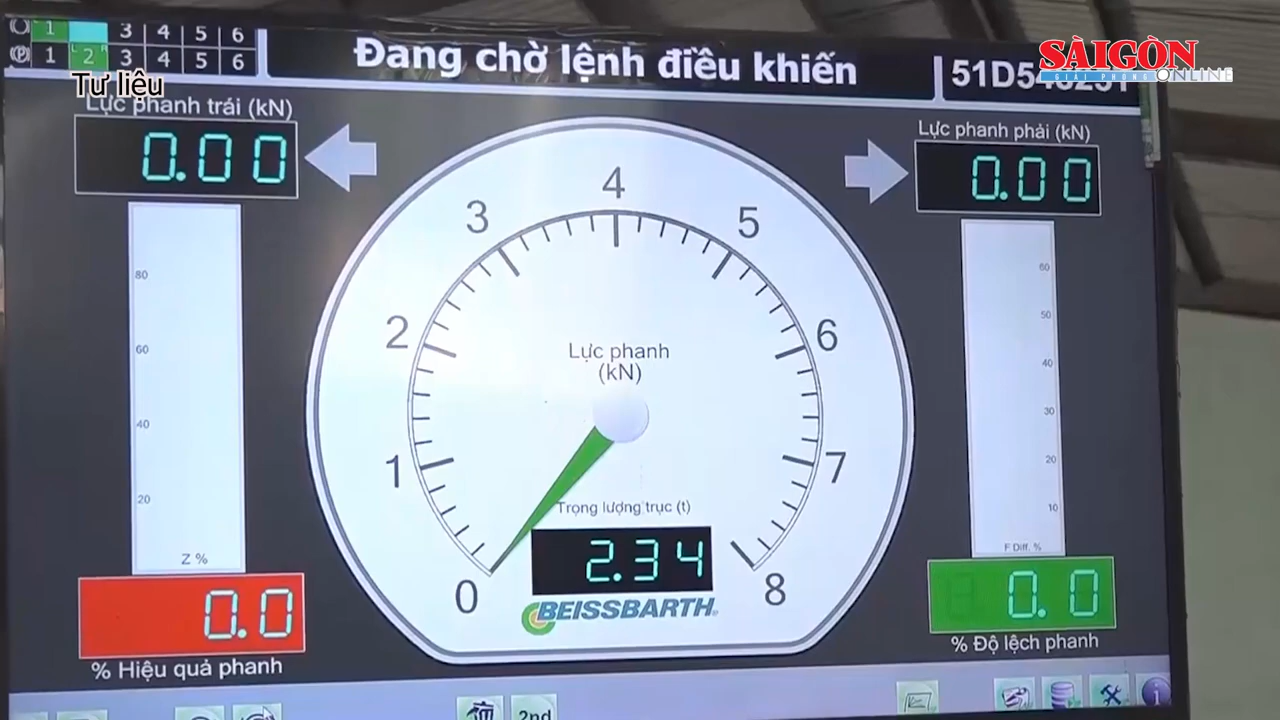 1 3 4 5 6
1 2 3 4 5 6
Đang chờ lệnh điều khiến
SÀIGÒN
GIẢI PHÓNG ONLINE
Tư liệu
Lực phanh trái (kN)
0.00
Lực phanh phải (kN)
0.00
0 1 2 3 4 5 6 7 8
Lực phanh
(kN)
Trọng lượng trục (t)
2.34
BEISSBARTH
80
60
40
20
Z %
0.0
% Hiệu quả phanh
60
50
40
30
20
10
F Diff. %
0.0
% Độ lệch phanh
2nd